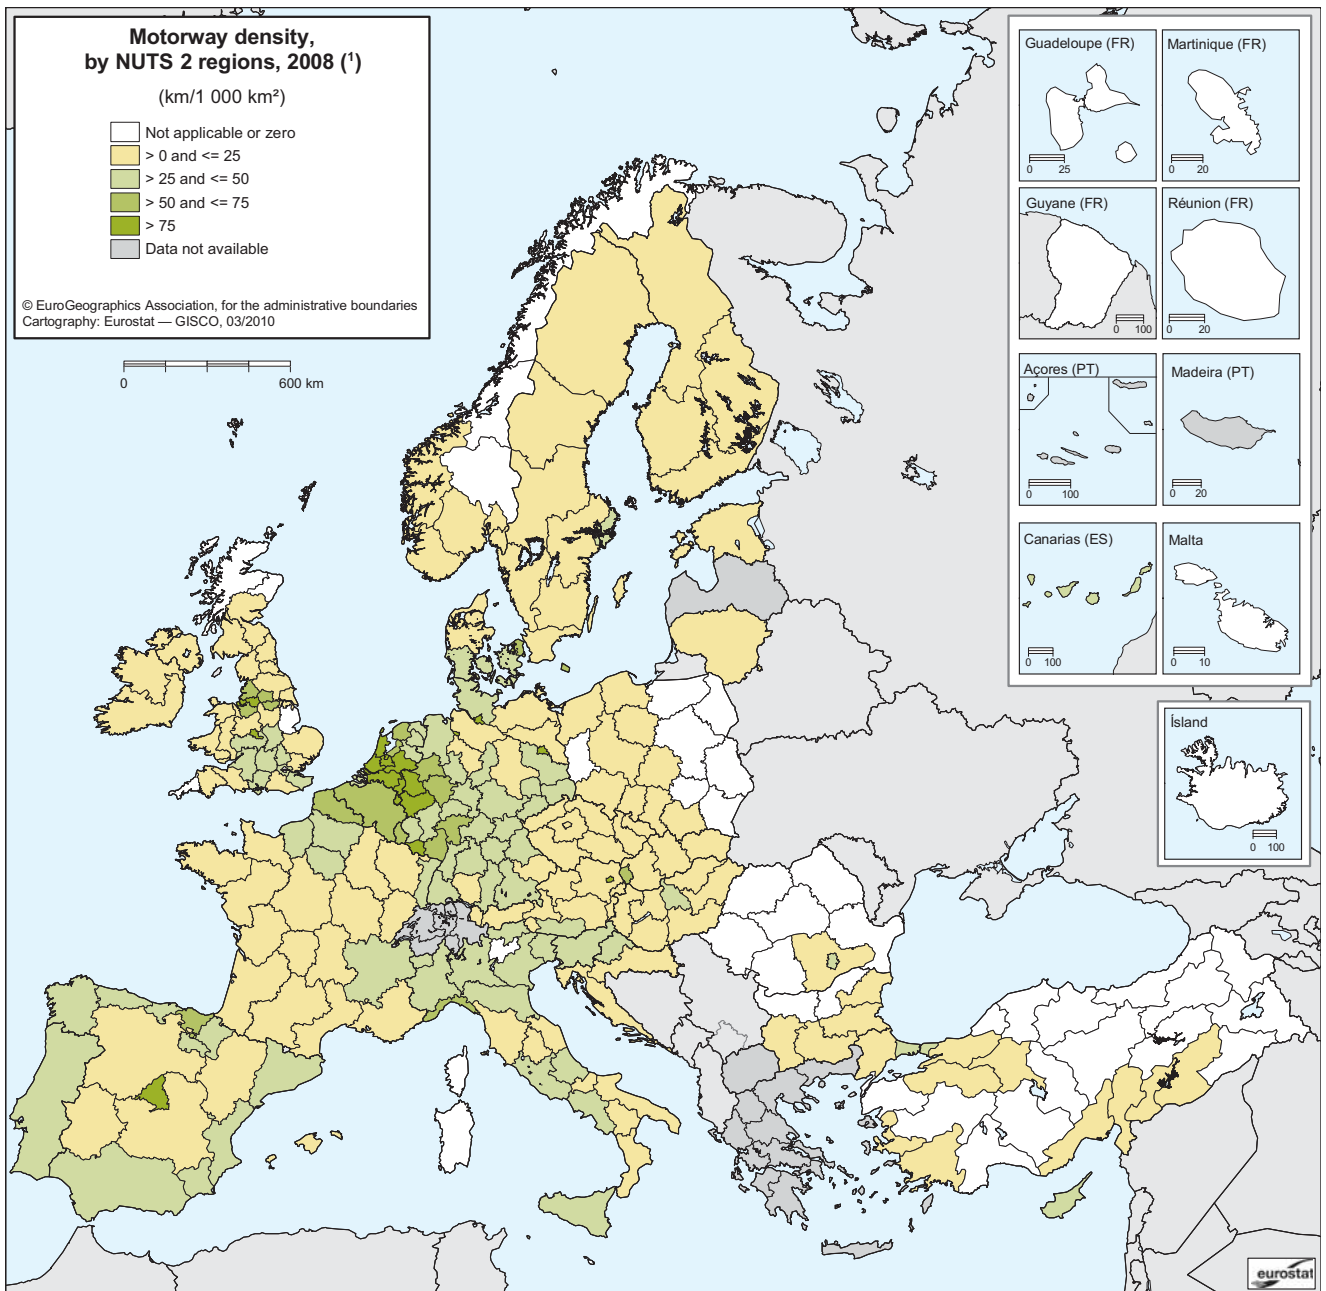 Motorway density,
by NUTS 2 regions, 2008 (¹)
(km/1 000 km²)
Not applicable or zero
> 0 and <= 25
> 25 and <= 50
> 50 and <= 75
> 75
Data not available
© EuroGeographics Association, for the administrative boundaries
Cartography: Eurostat — GISCO, 03/2010
0 600 km
Guadeloupe (FR)
0 25
Martinique (FR)
0 20
Guyane (FR)
0 100
Réunion (FR)
0 20
Açores (PT)
0 100
Madeira (PT)
0 20
Canarias (ES)
0 100
Malta
0 10
Ísland
0 100
eurostat